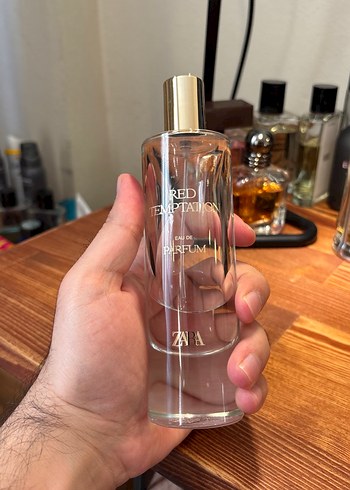 RED
TEMPTATION
EAU DE
PARFUM
ZARA